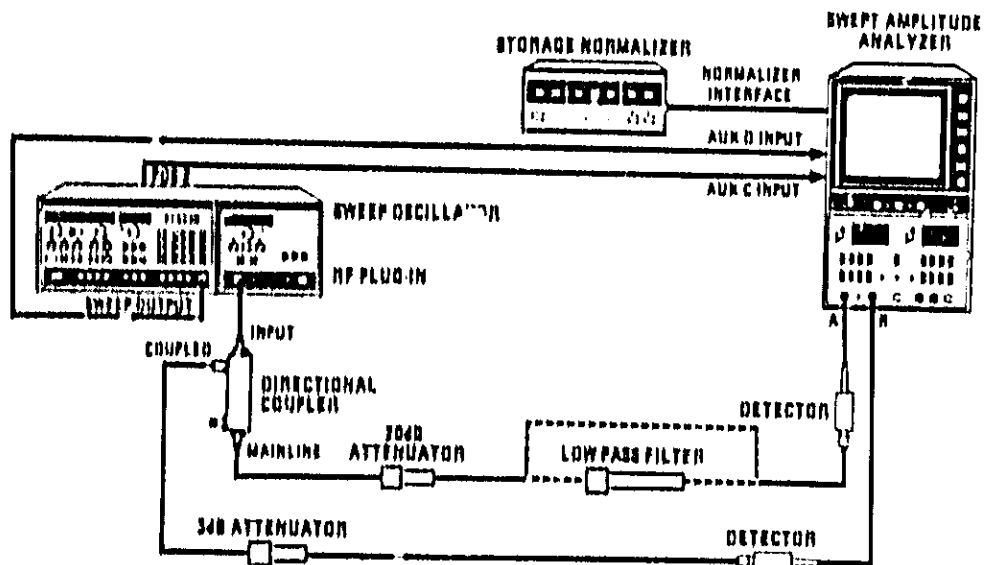 SWEPT AMPLITUDE
ANALYZER
STORAGE NORMALIZER
NORMALIZER
INTERFACE
AUX D INPUT
AUX C INPUT
SWEEP
RF PLUG-IN
SWEEP OUTPUT
INPUT
COUPLED
DIRECTIONAL
COUPLER
MAINLINE
ATTENUATOR
LOW PASS FILTER
DETECTOR
A
3dB ATTENUATOR
DETECTOR